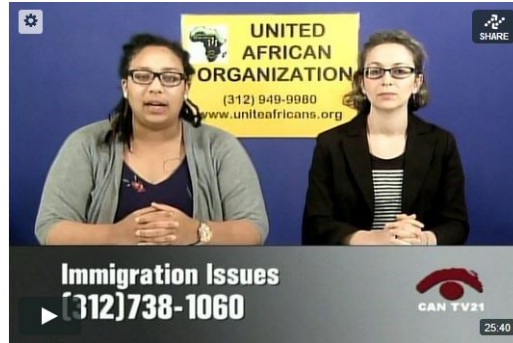 SHARE
UNITED
AFRICAN
ORGANIZATION
(312) 949-9980
www.uniteafricans.org
Immigration Issues
(312)738-1060
CAN TV21
25:40